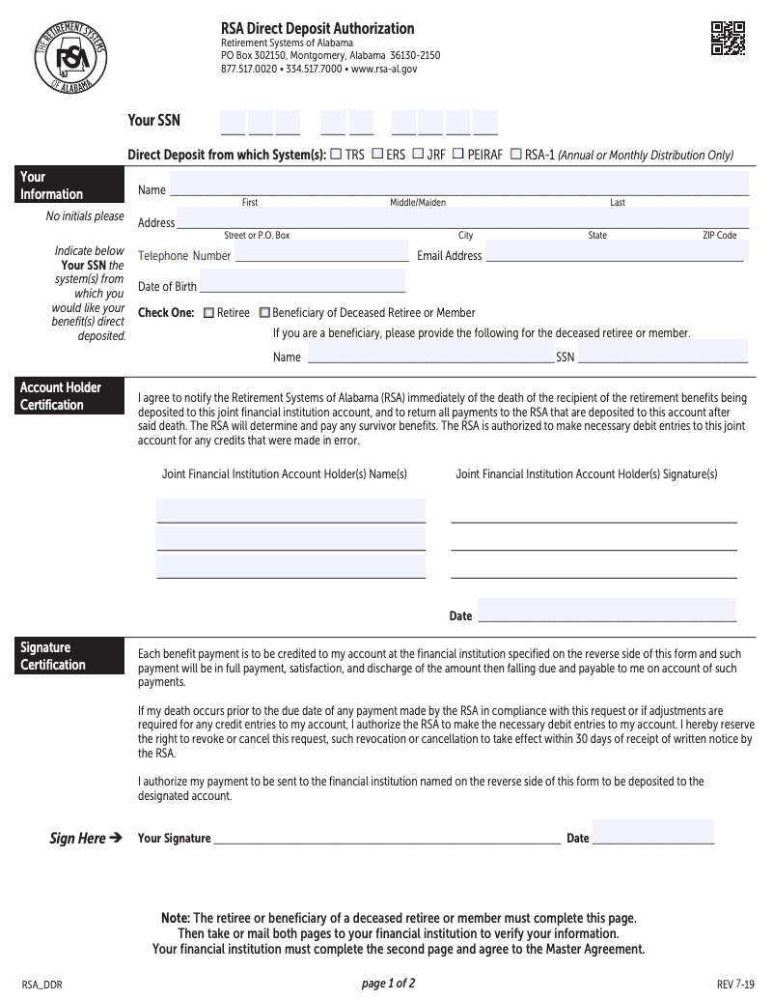 THE RETIREMENT SYSTEMS
RSA
OF ALABAMA
RSA Direct Deposit Authorization
Retirement Systems of Alabama
PO Box 302150, Montgomery, Alabama 36130-2150
877.517.0020 • 334.517.7000 • www.rsa-al.gov
Your SSN
Direct Deposit from which System(s): TRS ERS JRF PEIRAF RSA-1 (Annual or Monthly Distribution Only)
Your
Information
No initials please
Indicate below
Your SSN the
system(s) from
which you
would like your
benefit(s) direct
deposited.
Name
First Middle/Maiden Last
Address
Street or P.O. Box City State ZIP Code
Telephone Number Email Address
Date of Birth
Check One: Retiree Beneficiary of Deceased Retiree or Member
If you are a beneficiary, please provide the following for the deceased retiree or member.
Name SSN
Account Holder
Certification
I agree to notify the Retirement Systems of Alabama (RSA) immediately of the death of the recipient of the retirement benefits being
deposited to this joint financial institution account, and to return all payments to the RSA that are deposited to this account after
said death. The RSA will determine and pay any survivor benefits. The RSA is authorized to make necessary debit entries to this joint
account for any credits that were made in error.
Joint Financial Institution Account Holder(s) Name(s) Joint Financial Institution Account Holder(s) Signature(s)
Date
Signature
Certification
Each benefit payment is to be credited to my account at the financial institution specified on the reverse side of this form and such
payment will be in full payment, satisfaction, and discharge of the amount then falling due and payable to me on account of such
payments.
If my death occurs prior to the due date of any payment made by the RSA in compliance with this request or if adjustments are
required for any credit entries to my account, I authorize the RSA to make the necessary debit entries to my account. I hereby reserve
the right to revoke or cancel this request, such revocation or cancellation to take effect within 30 days of receipt of written notice by
the RSA.
I authorize my payment to be sent to the financial institution named on the reverse side of this form to be deposited to the
designated account.
Sign Here → Your Signature Date
Note: The retiree or beneficiary of a deceased retiree or member must complete this page.
Then take or mail both pages to your financial institution to verify your information.
Your financial institution must complete the second page and agree to the Master Agreement.
RSA_DDR page 1 of 2 REV 7-19